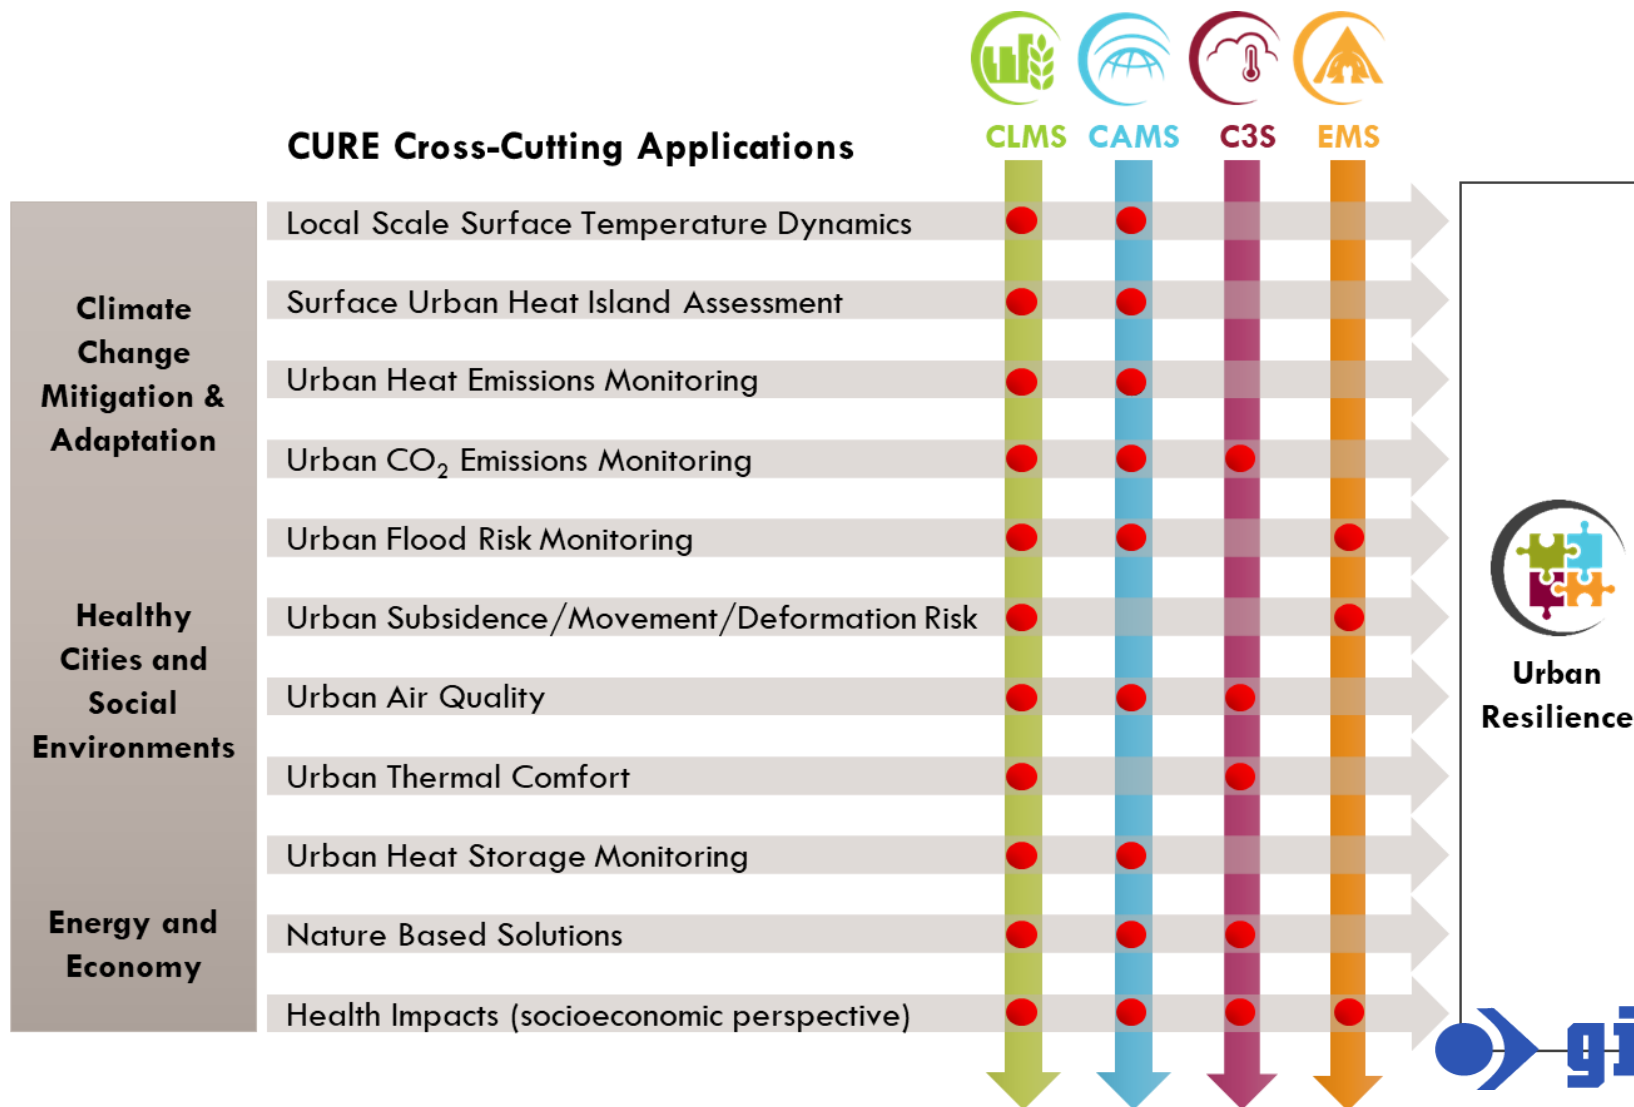 CURE Cross-Cutting Applications
CLMS CAMS C3S EMS
Climate
Change
Mitigation &
Adaptation
Healthy
Cities and
Social
Environments
Energy and
Economy
Local Scale Surface Temperature Dynamics
Surface Urban Heat Island Assessment
Urban Heat Emissions Monitoring
Urban CO₂ Emissions Monitoring
Urban Flood Risk Monitoring
Urban Subsidence/Movement/Deformation Risk
Urban Air Quality
Urban Thermal Comfort
Urban Heat Storage Monitoring
Nature Based Solutions
Health Impacts (socioeconomic perspective)
Urban
Resilience
gi